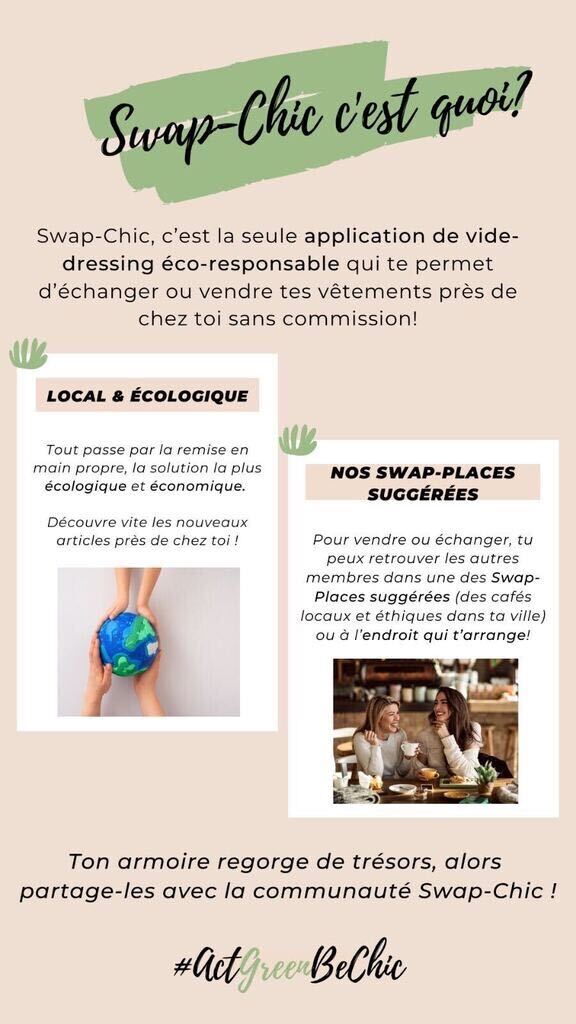 Swap-Chic c'est quoi?
Swap-Chic, c’est la seule application de vide-
dressing éco-responsable qui te permet
d’échanger ou vendre tes vêtements près de
chez toi sans commission!
LOCAL & ÉCOLOGIQUE
Tout passe par la remise en
main propre, la solution la plus
écologique et économique.
Découvre vite les nouveaux
articles près de chez toi !
NOS SWAP-PLACES
SUGGÉRÉES
Pour vendre ou échanger, tu
peux retrouver les autres
membres dans une des Swap-
Places suggérées (des cafés
locaux et éthiques dans ta ville)
ou à l’endroit qui t’arrange!
Ton armoire regorge de trésors, alors
partage-les avec la communauté Swap-Chic !
#ActGreenBeChic